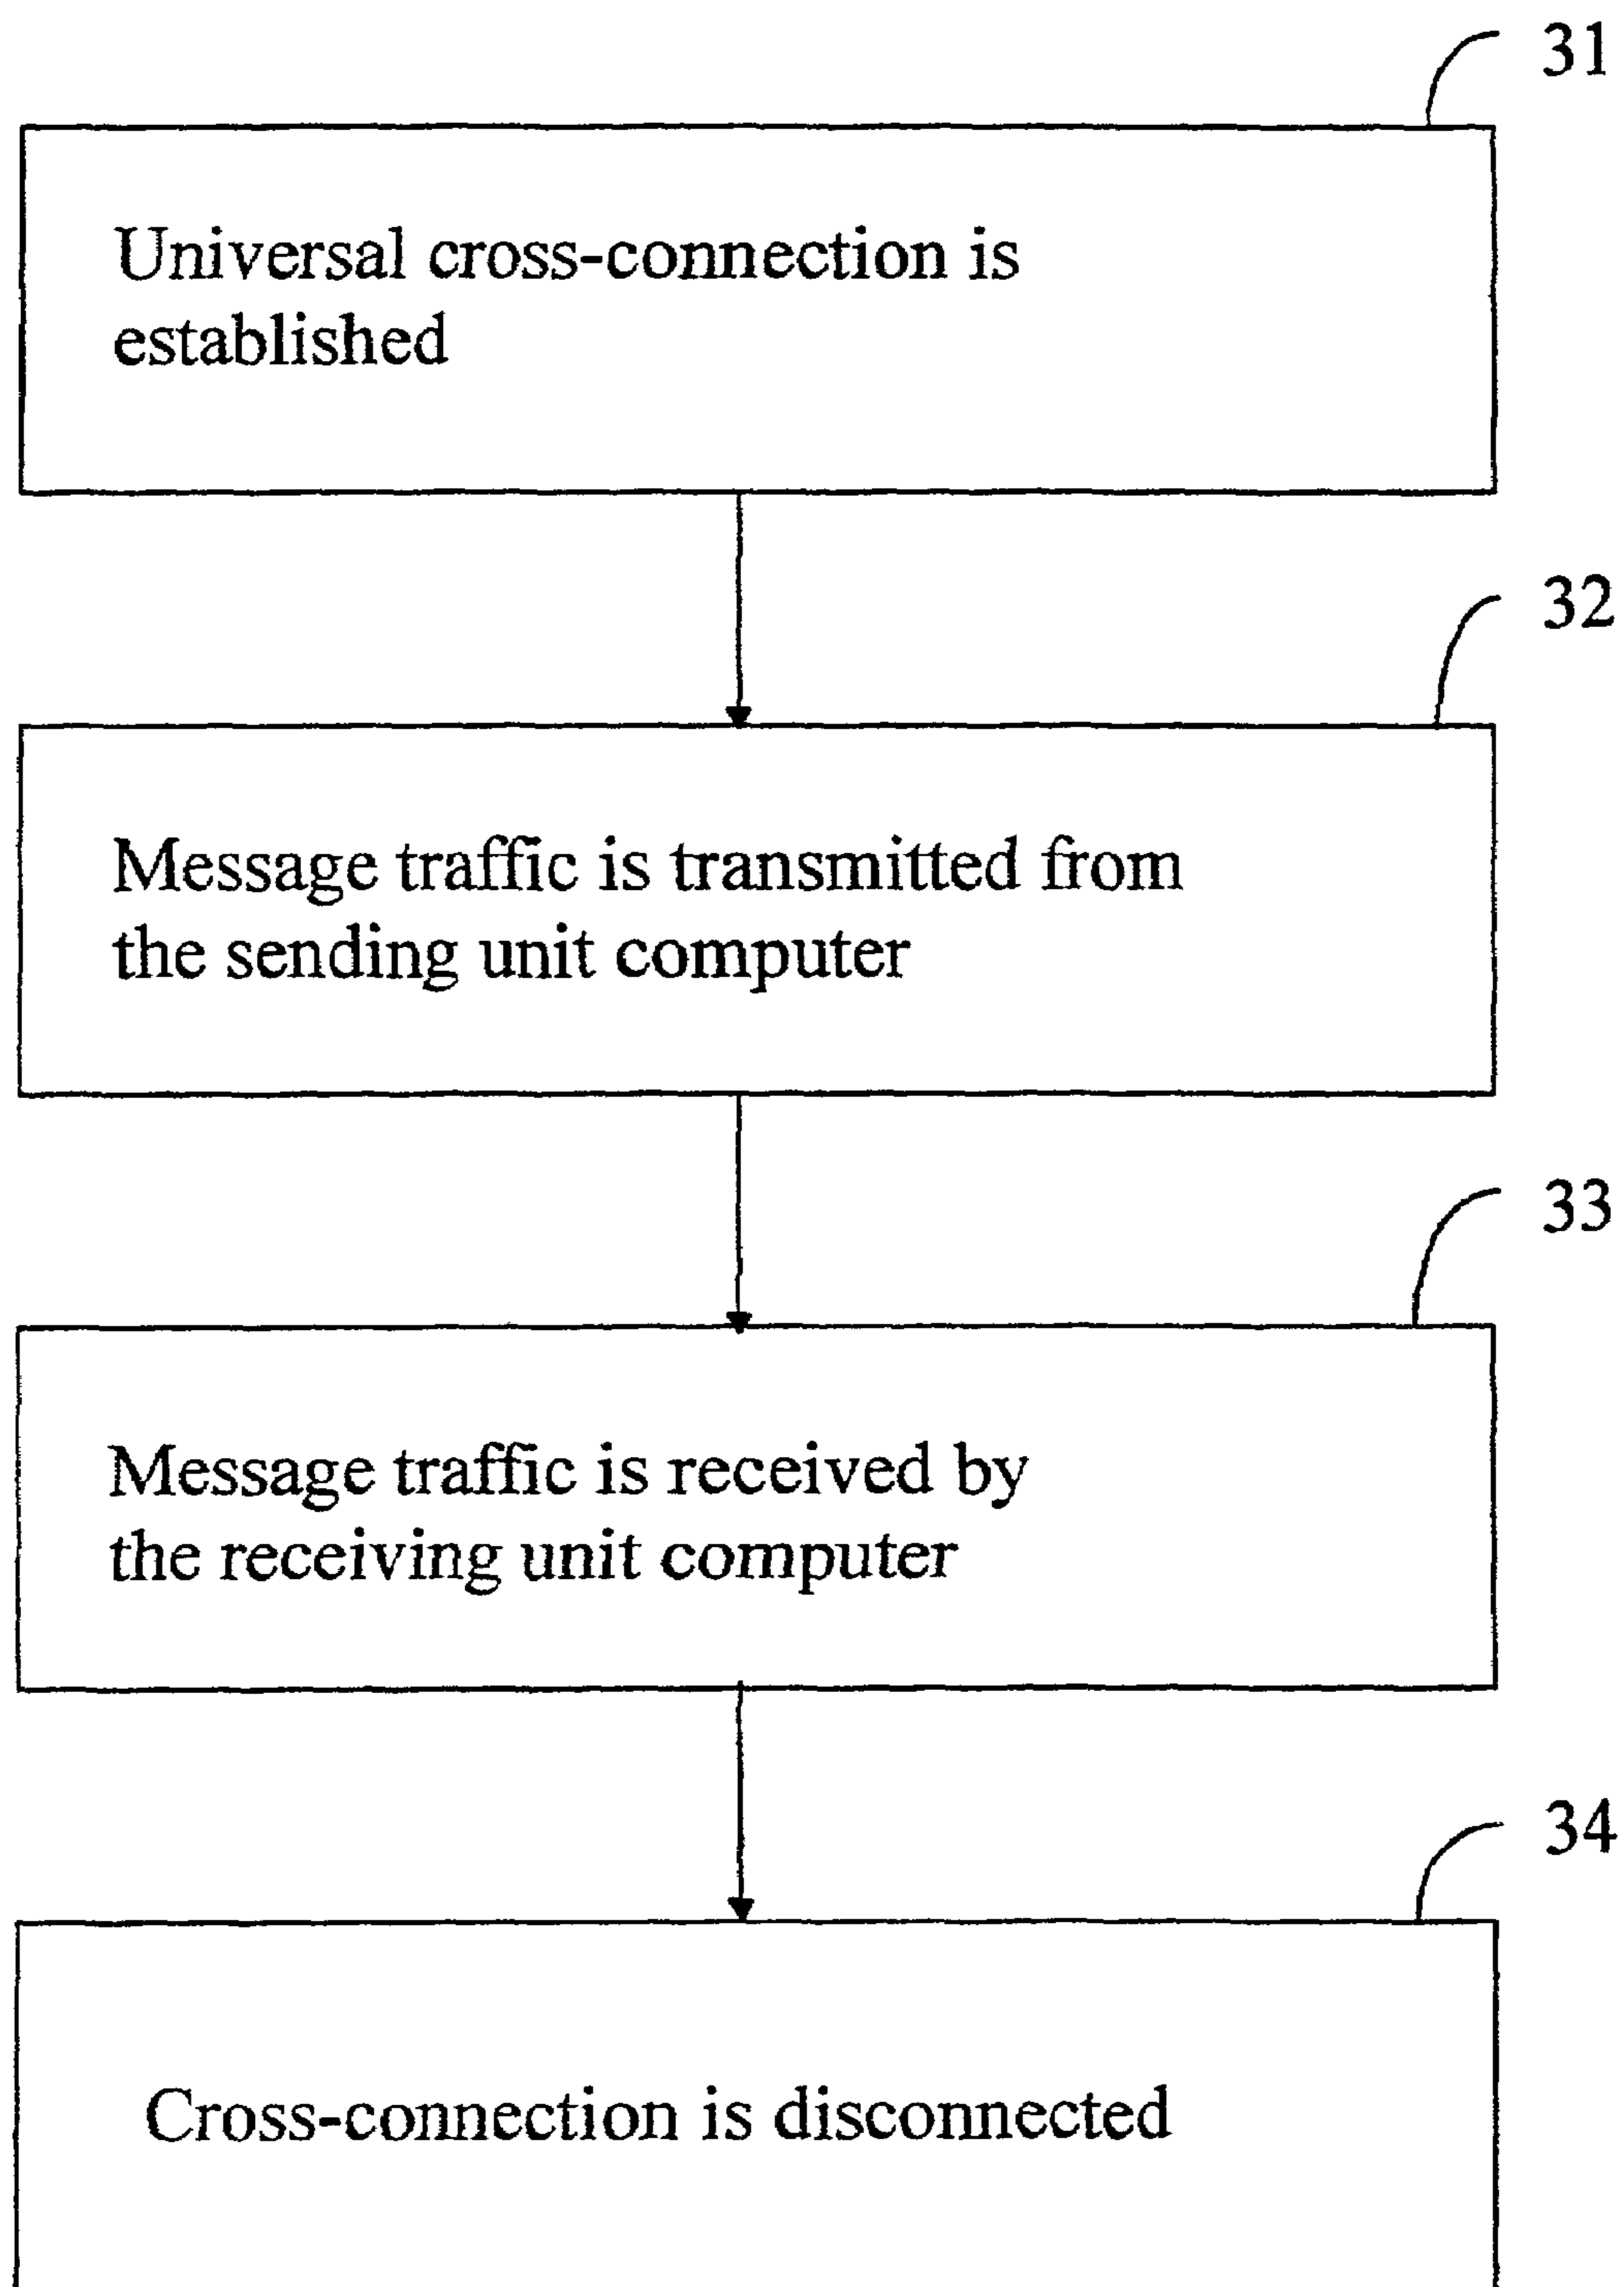 31
Universal cross-connection is
established
32
Message traffic is transmitted from
the sending unit computer
33
Message traffic is received by
the receiving unit computer
34
Cross-connection is disconnected